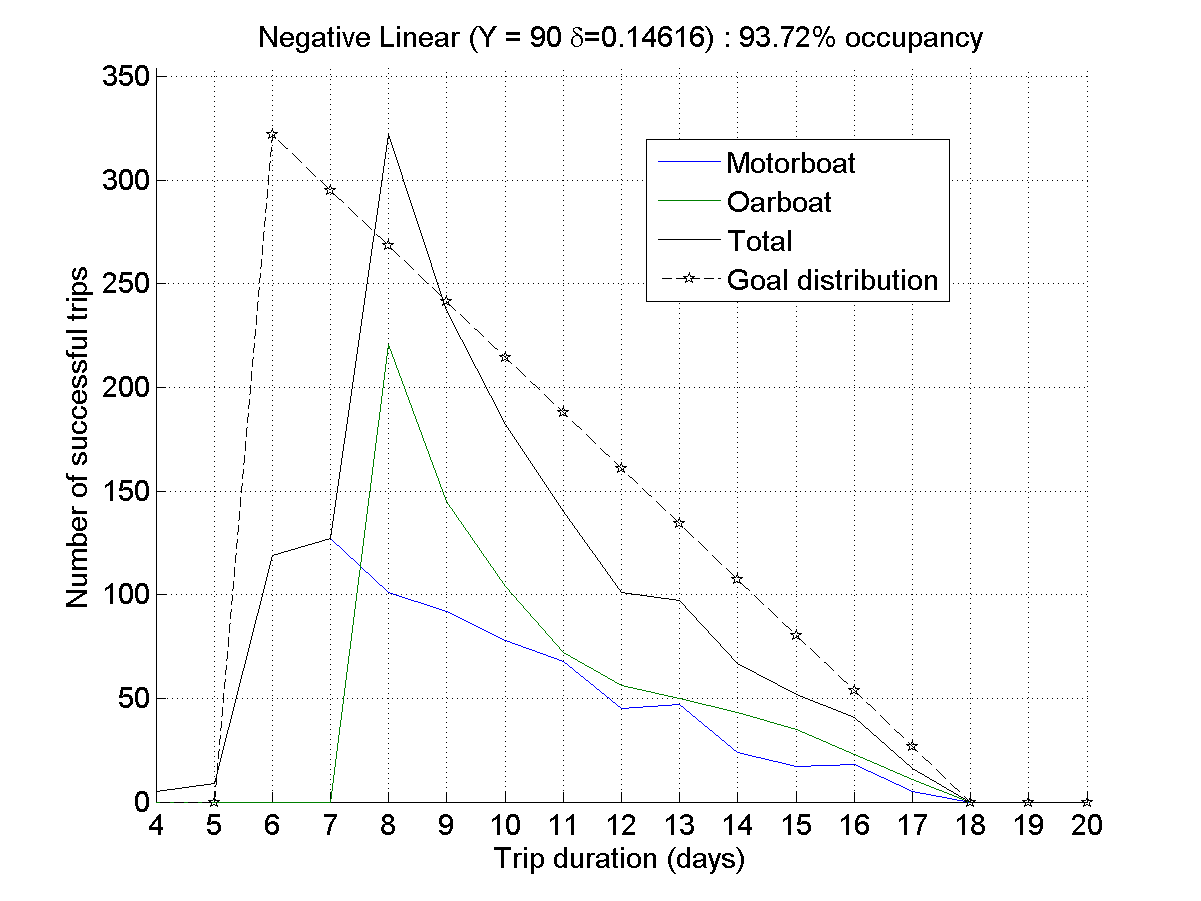 Negative Linear (Y = 90 δ=0.14616) : 93.72% occupancy
350
300
250
200
150
100
50
0
Number of successful trips
Motorboat
Oarboat
Total
Goal distribution
4 5 6 7 8 9 10 11 12 13 14 15 16 17 18 19 20
Trip duration (days)